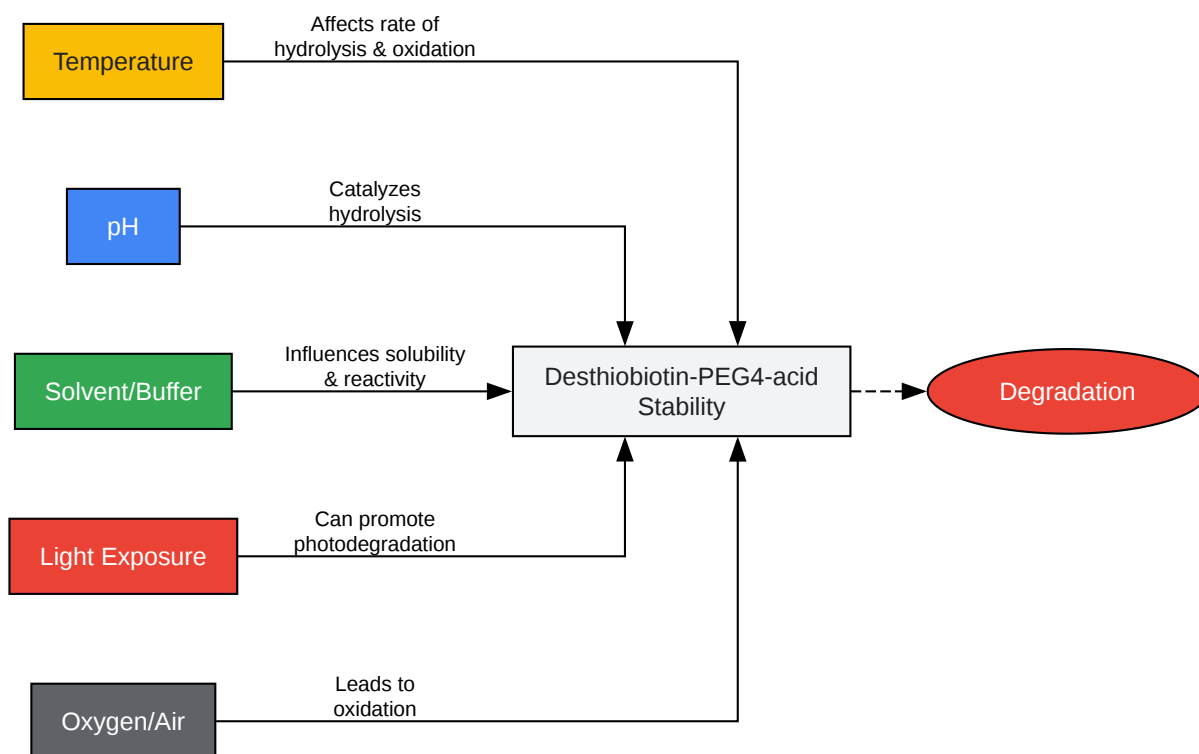 Temperature
Affects rate of
hydrolysis & oxidation
pH
Catalyzes
hydrolysis
Solvent/Buffer
Influences solubility
& reactivity
Desthiobiotin-PEG4-acid
Stability
Degradation
Light Exposure
Can promote
photodegradation
Oxygen/Air
Leads to
oxidation